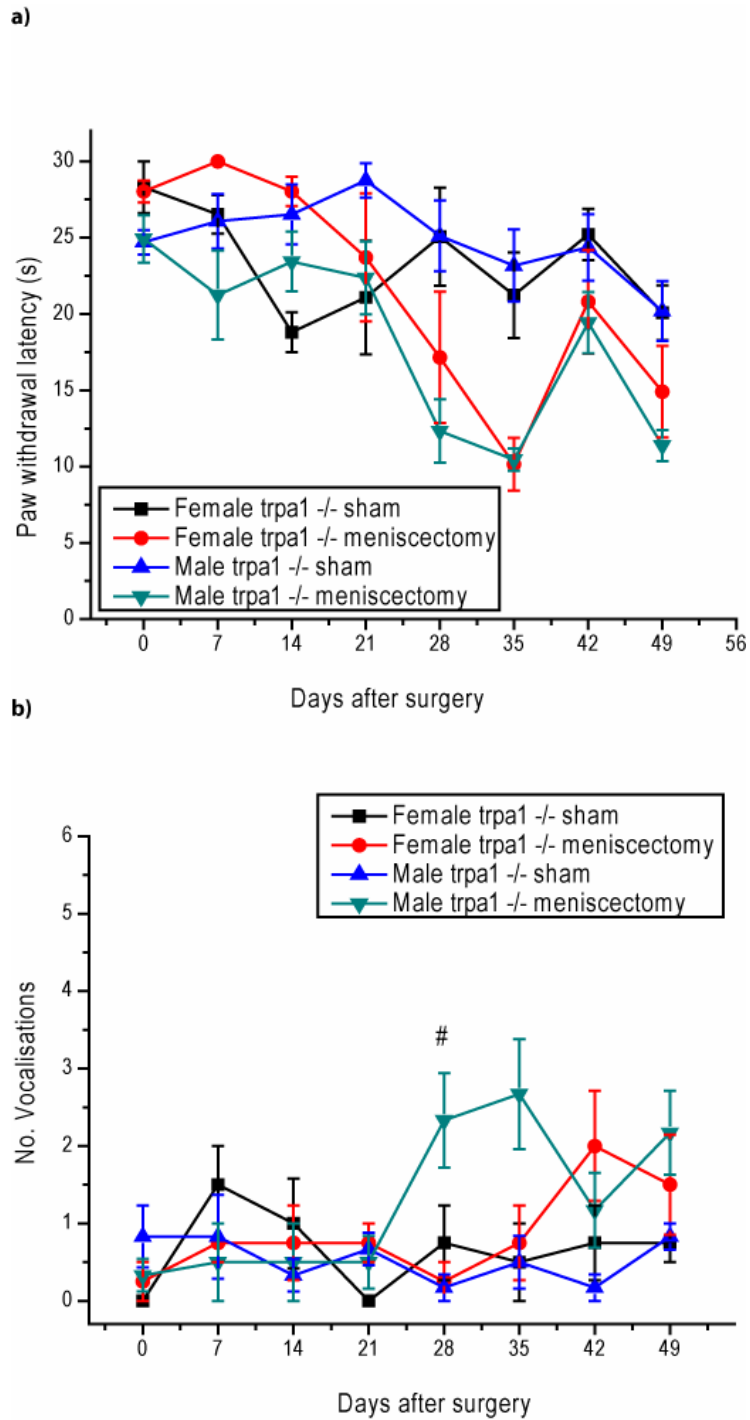 a)
30
25
20
15
10
5
0
Paw withdrawal latency (s)
Female trpa1 -/- sham
Female trpa1 -/- meniscectomy
Male trpa1 -/- sham
Male trpa1 -/- meniscectomy
0 7 14 21 28 35 42 49 56
Days after surgery
b)
Female trpa1 -/- sham
Female trpa1 -/- meniscectomy
Male trpa1 -/- sham
Male trpa1 -/- meniscectomy
6
5
4
3
2
1
0
No. Vocalisations
#
0 7 14 21 28 35 42 49
Days after surgery